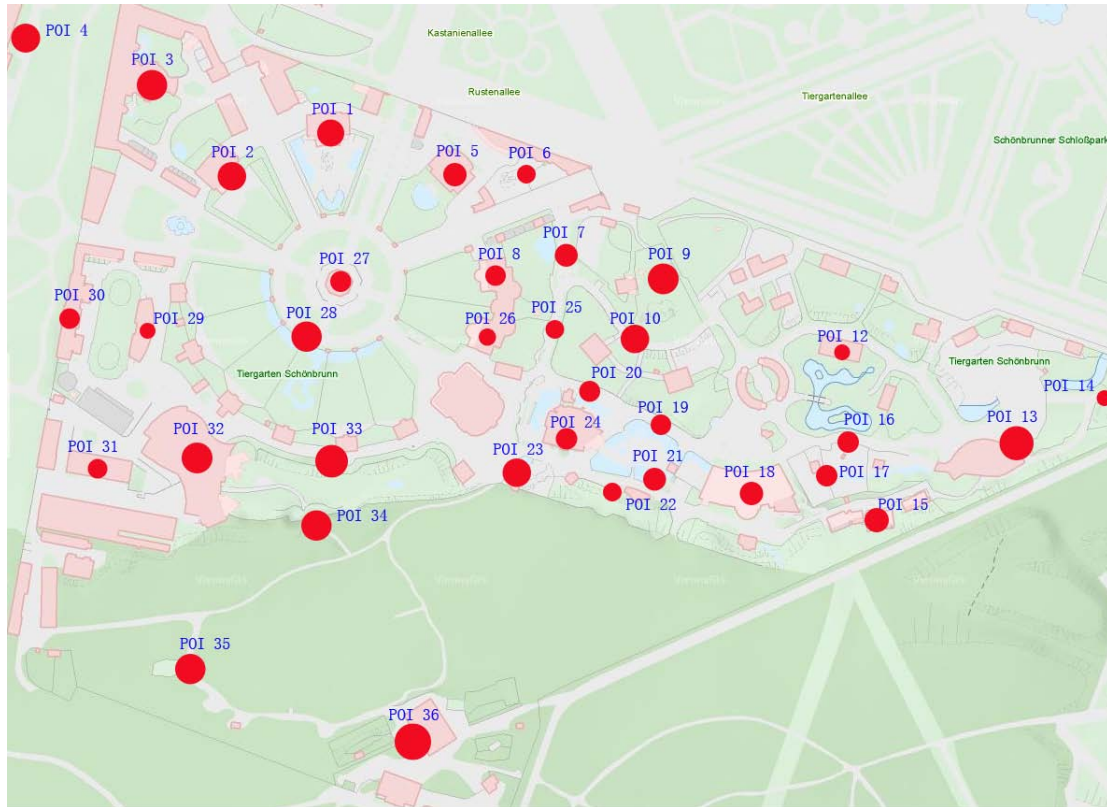 POI 4
Kastanienallee
POI 3
Rustenallee
Tiergartenallee
POI 1
Schönbrunner Schloßpark
POI 2
POI 5
POI 6
POI 7
POI 8
POI 9
POI 27
POI 30
POI 29
POI 28
POI 25
POI 26
POI 10
POI 12
Tiergarten Schönbrunn
Tiergarten Schönbrunn
POI 14
POI 20
POI 19
POI 24
POI 16
POI 13
POI 31
POI 32
POI 33
POI 23
POI 21
POI 18
POI 17
POI 22
POI 15
POI 34
POI 35
POI 36